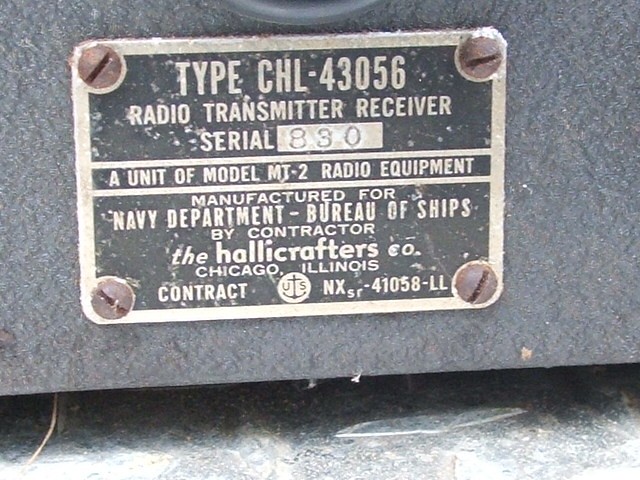 TYPE CHL-43056
RADIO TRANSMITTER RECEIVER
SERIAL 830
A UNIT OF MODEL MT-2 RADIO EQUIPMENT
MANUFACTURED FOR
NAVY DEPARTMENT - BUREAU OF SHIPS
BY CONTRACTOR
the hallicrafters co.
CHICAGO, ILLINOIS
CONTRACT US NXsr-41058-LL